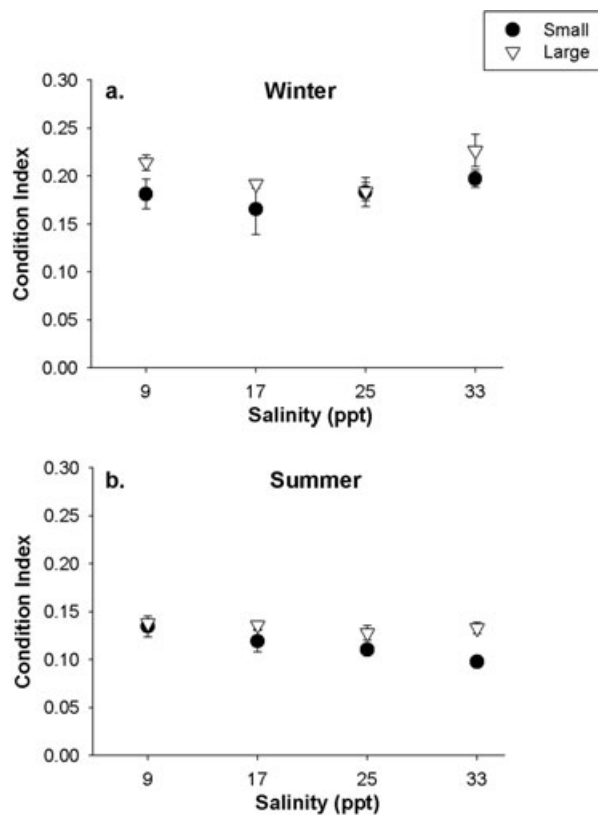 Small
Large
a. Winter
0.30
0.25
0.20
0.15
0.10
0.05
0.00
Condition Index
9 17 25 33
Salinity (ppt)
b. Summer
0.30
0.25
0.20
0.15
0.10
0.05
0.00
Condition Index
9 17 25 33
Salinity (ppt)